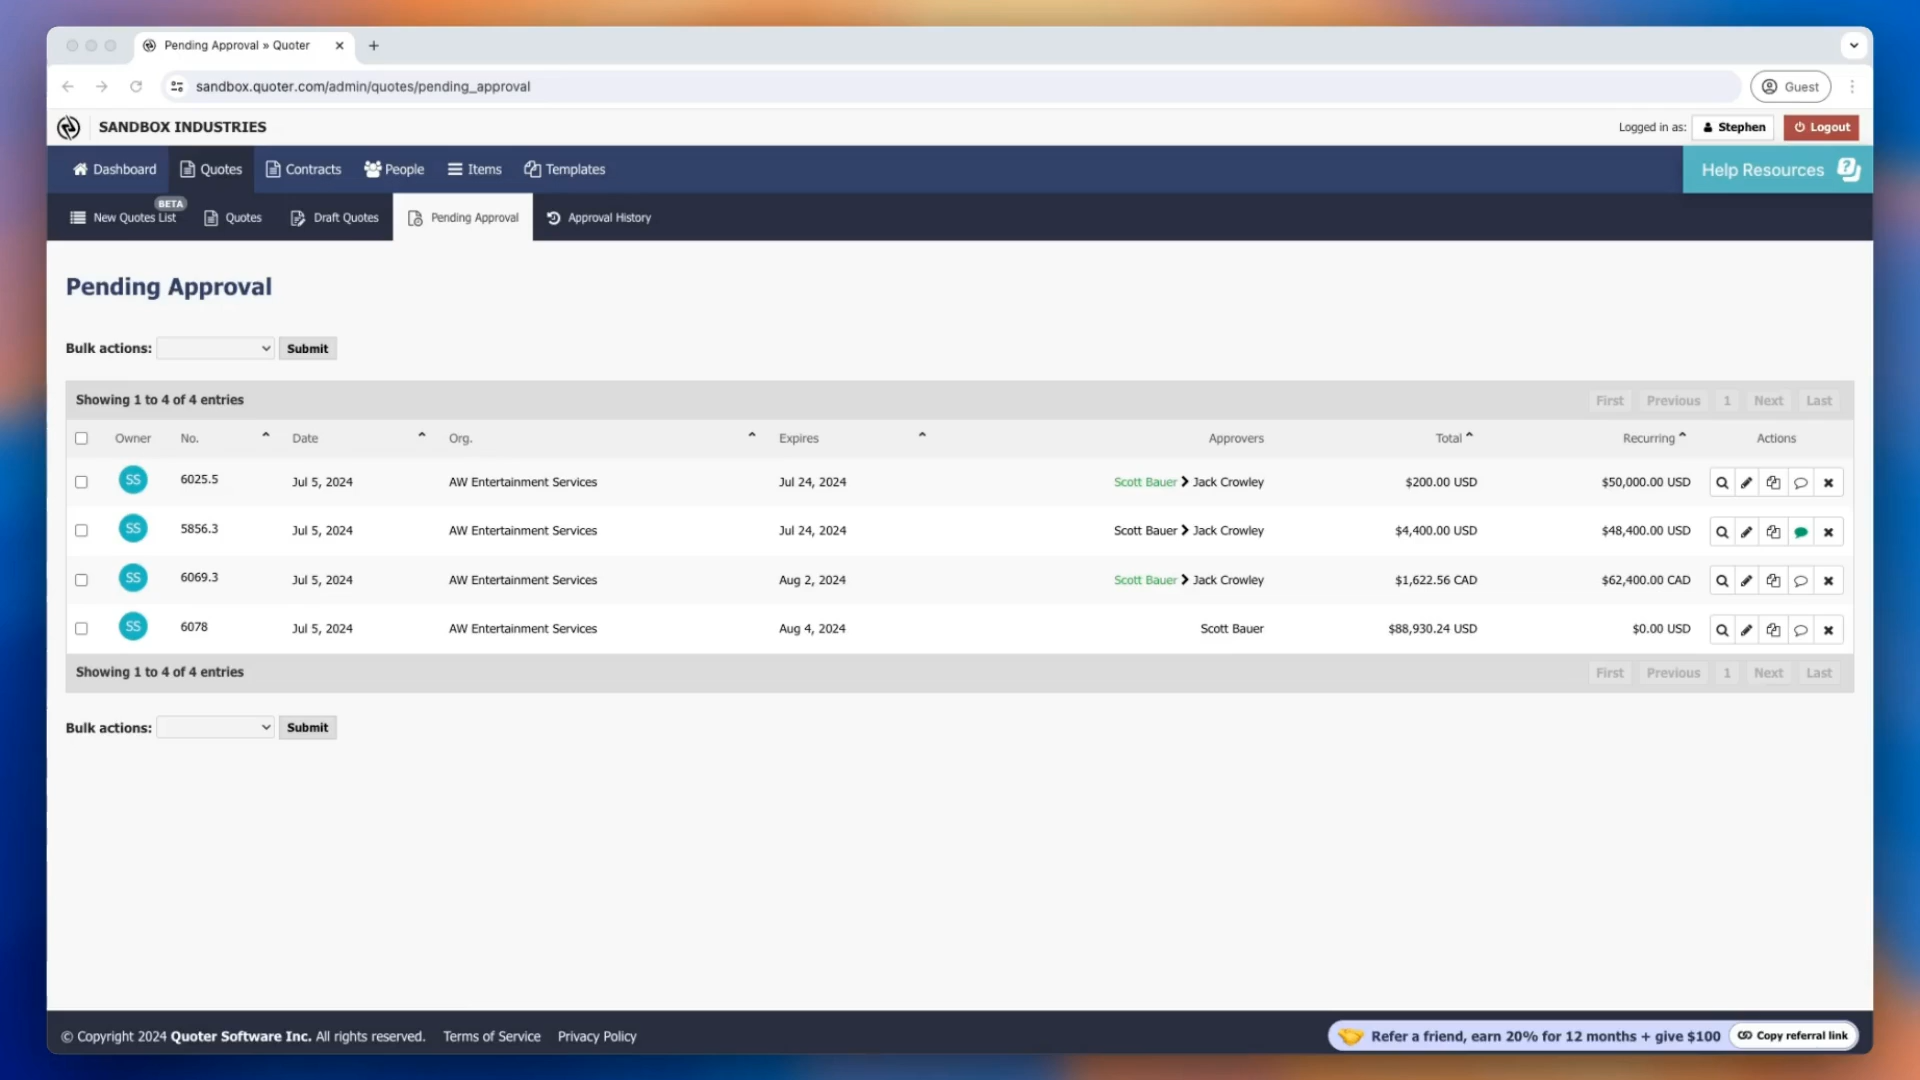 Pending Approval » Quoter
sandbox.quoter.com/admin/quotes/pending_approval
Guest
SANDBOX INDUSTRIES
Logged in as: Stephen Logout
Dashboard Quotes Contracts People Items Templates
Help Resources
New Quotes List BETA Quotes Draft Quotes Pending Approval Approval History
Pending Approval
Bulk actions: Submit
Showing 1 to 4 of 4 entries First Previous 1 Next Last
Owner No. Date Org. Expires Approvers Total Recurring Actions
SS 6025.5 Jul 5, 2024 AW Entertainment Services Jul 24, 2024 Scott Bauer Jack Crowley $200.00 USD $50,000.00 USD
SS 5856.3 Jul 5, 2024 AW Entertainment Services Jul 24, 2024 Scott Bauer Jack Crowley $4,400.00 USD $48,400.00 USD
SS 6069.3 Jul 5, 2024 AW Entertainment Services Aug 2, 2024 Scott Bauer Jack Crowley $1,622.56 CAD $62,400.00 CAD
SS 6078 Jul 5, 2024 AW Entertainment Services Aug 4, 2024 Scott Bauer $88,930.24 USD $0.00 USD
Showing 1 to 4 of 4 entries First Previous 1 Next Last
Bulk actions: Submit
© Copyright 2024 Quoter Software Inc. All rights reserved. Terms of Service Privacy Policy
Refer a friend, earn 20% for 12 months + give $100 Copy referral link